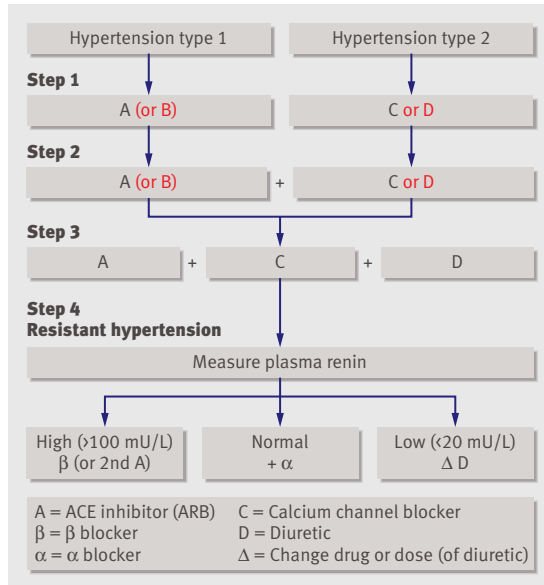 Hypertension type 1
Hypertension type 2
Step 1
A (or B)
C or D
Step 2
A (or B)
+
C or D
Step 3
A
+
C
+
D
Step 4
Resistant hypertension
Measure plasma renin
High (>100 mU/L)
β (or 2nd A)
Normal
+ α
Low (<20 mU/L)
Δ D
A = ACE inhibitor (ARB)
β = β blocker
α = α blocker
C = Calcium channel blocker
D = Diuretic
Δ = Change drug or dose (of diuretic)